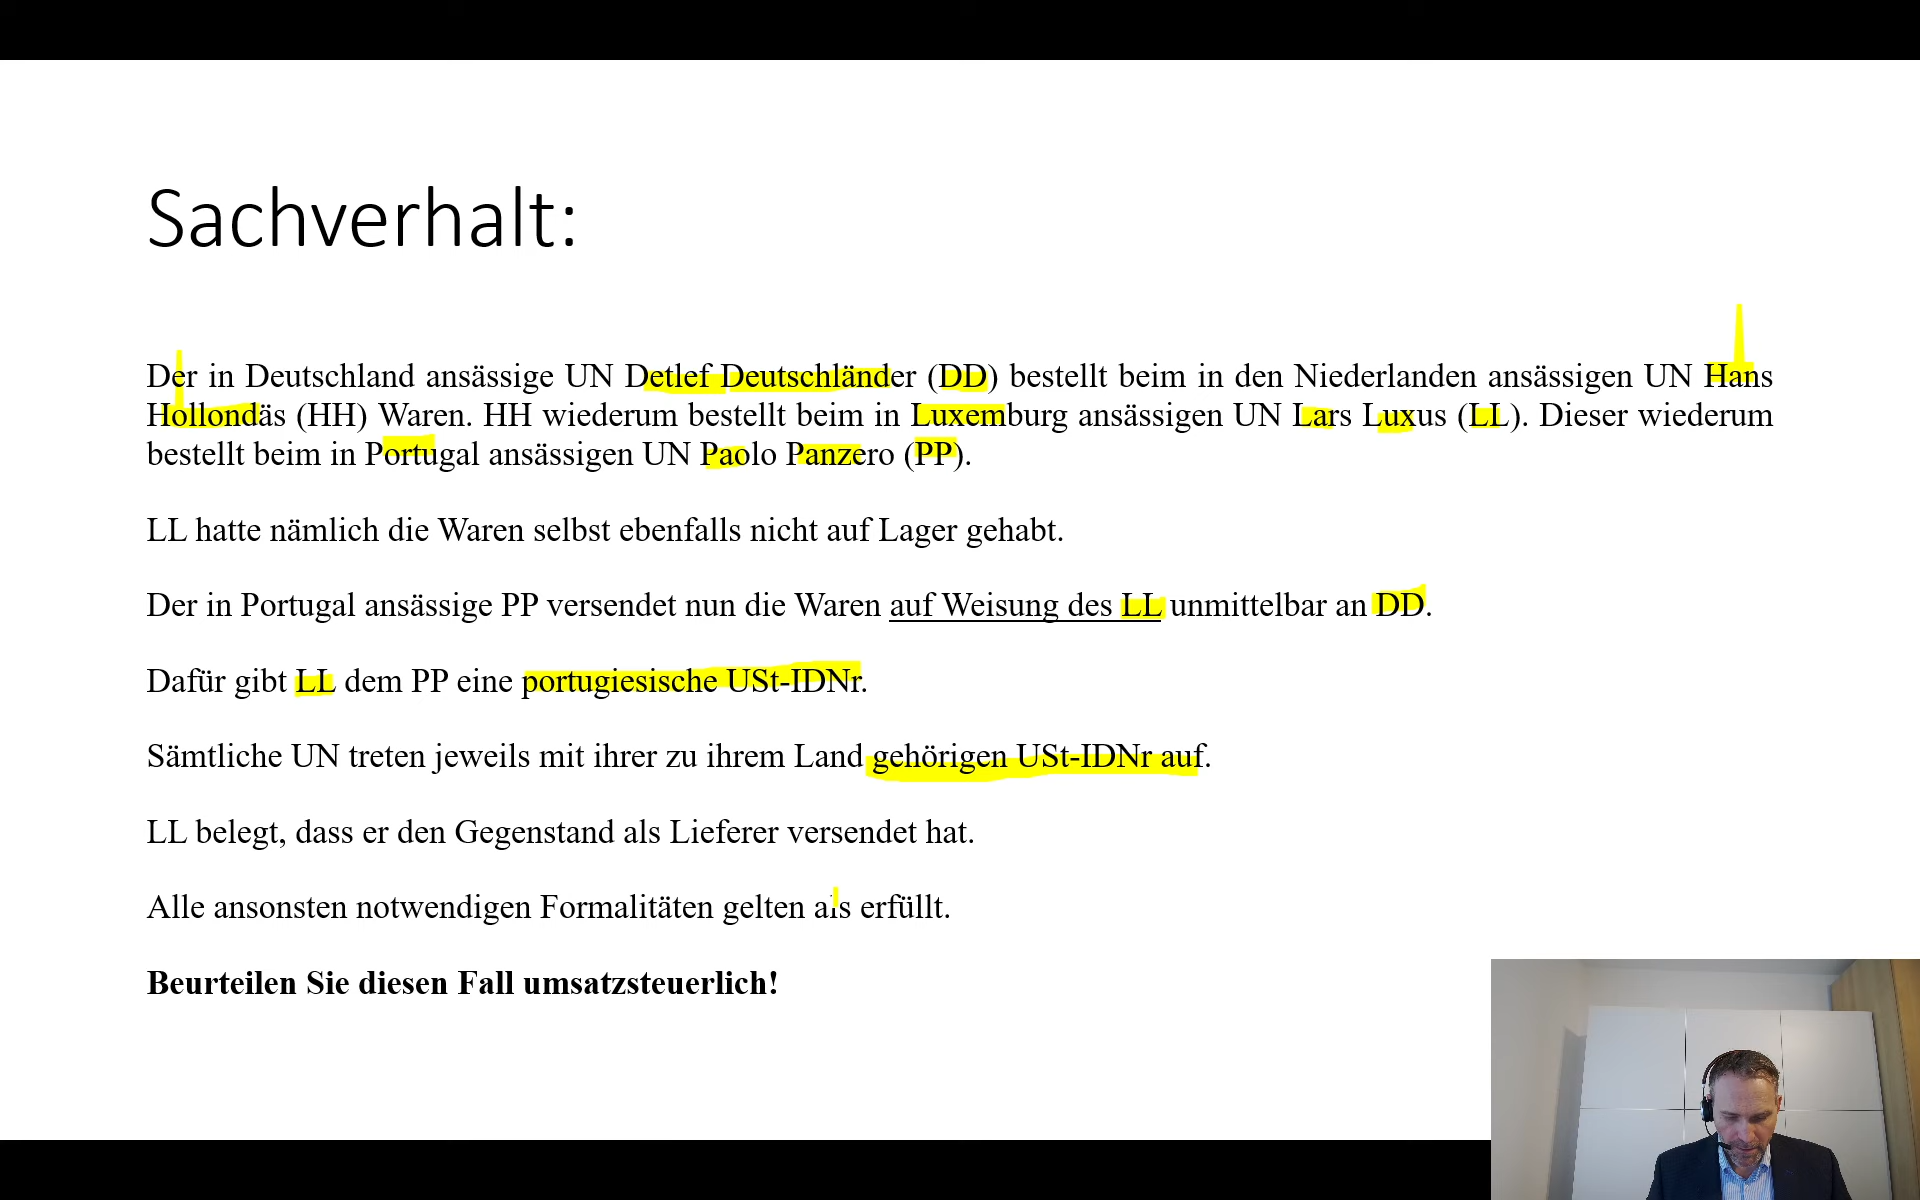 Sachverhalt:
Der in Deutschland ansässige UN Detlef Deutschländer (DD) bestellt beim in den Niederlanden ansässigen UN Hans
Hollondäs (HH) Waren. HH wiederum bestellt beim in Luxemburg ansässigen UN Lars Luxus (LL). Dieser wiederum
bestellt beim in Portugal ansässigen UN Paolo Panzero (PP).
LL hatte nämlich die Waren selbst ebenfalls nicht auf Lager gehabt.
Der in Portugal ansässige PP versendet nun die Waren auf Weisung des LL unmittelbar an DD.
Dafür gibt LL dem PP eine portugiesische USt-IDNr.
Sämtliche UN treten jeweils mit ihrer zu ihrem Land gehörigen USt-IDNr auf.
LL belegt, dass er den Gegenstand als Lieferer versendet hat.
Alle ansonsten notwendigen Formalitäten gelten als erfüllt.
Beurteilen Sie diesen Fall umsatzsteuerlich!